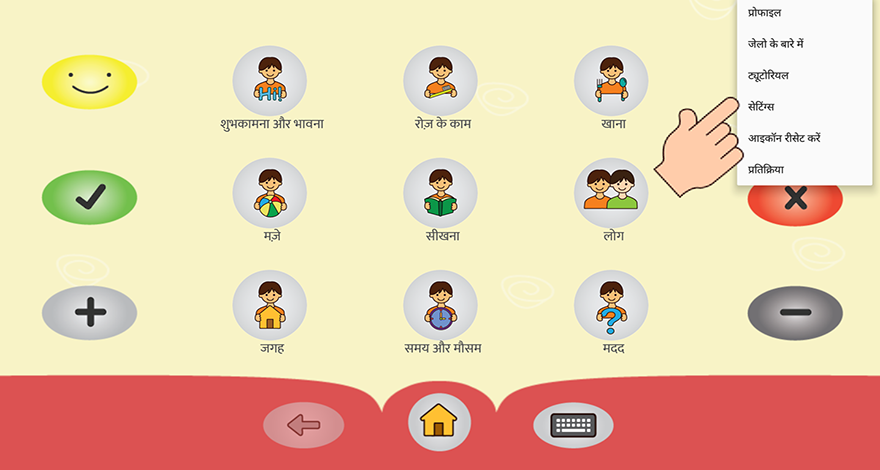 प्रोफाइल
जेलो के बारे में
ट्यूटोरियल
सेटिंग्स
आइकॉन रीसेट करें
प्रतिक्रिया
शुभकामना और भावना
रोज़ के काम
खाना
मज़े
सीखना
लोग
जगह
समय और मौसम
मदद